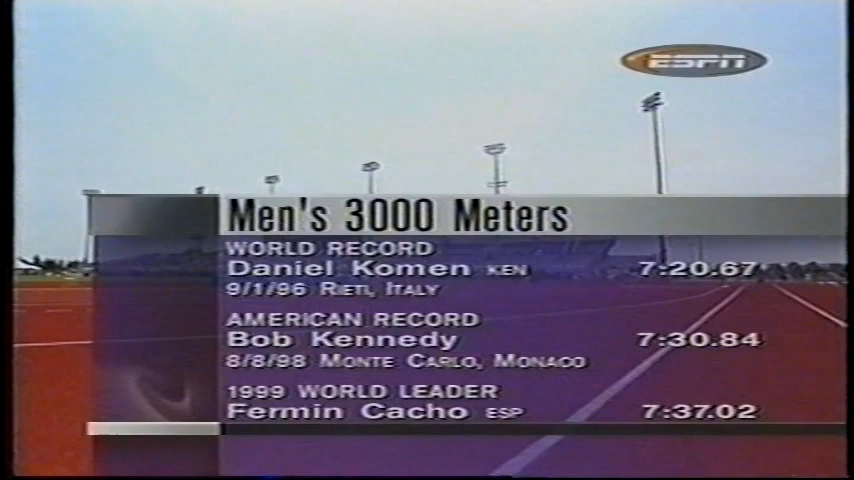 ESPN
Men's 3000 Meters
WORLD RECORD
Daniel Komen KEN 7:20.67
9/1/96 RIETI, ITALY
AMERICAN RECORD
Bob Kennedy 7:30.84
8/8/98 MONTE CARLO, MONACO
1999 WORLD LEADER
Fermin Cacho ESP 7:37.02